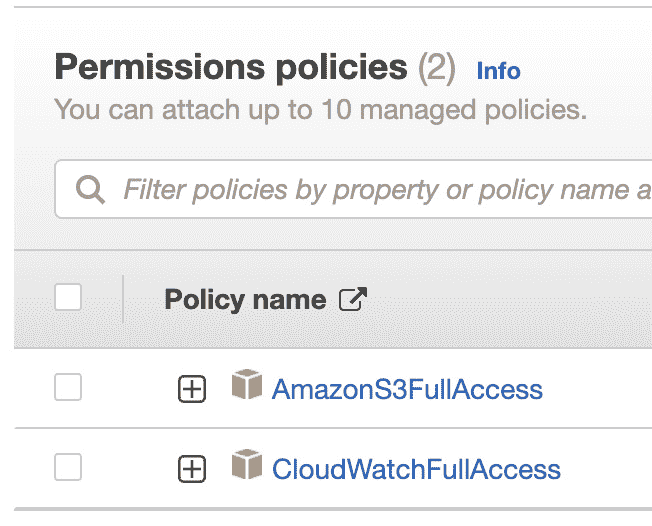 Permissions policies (2) Info
You can attach up to 10 managed policies.
Filter policies by property or policy name a
Policy name
AmazonS3FullAccess
CloudWatchFullAccess